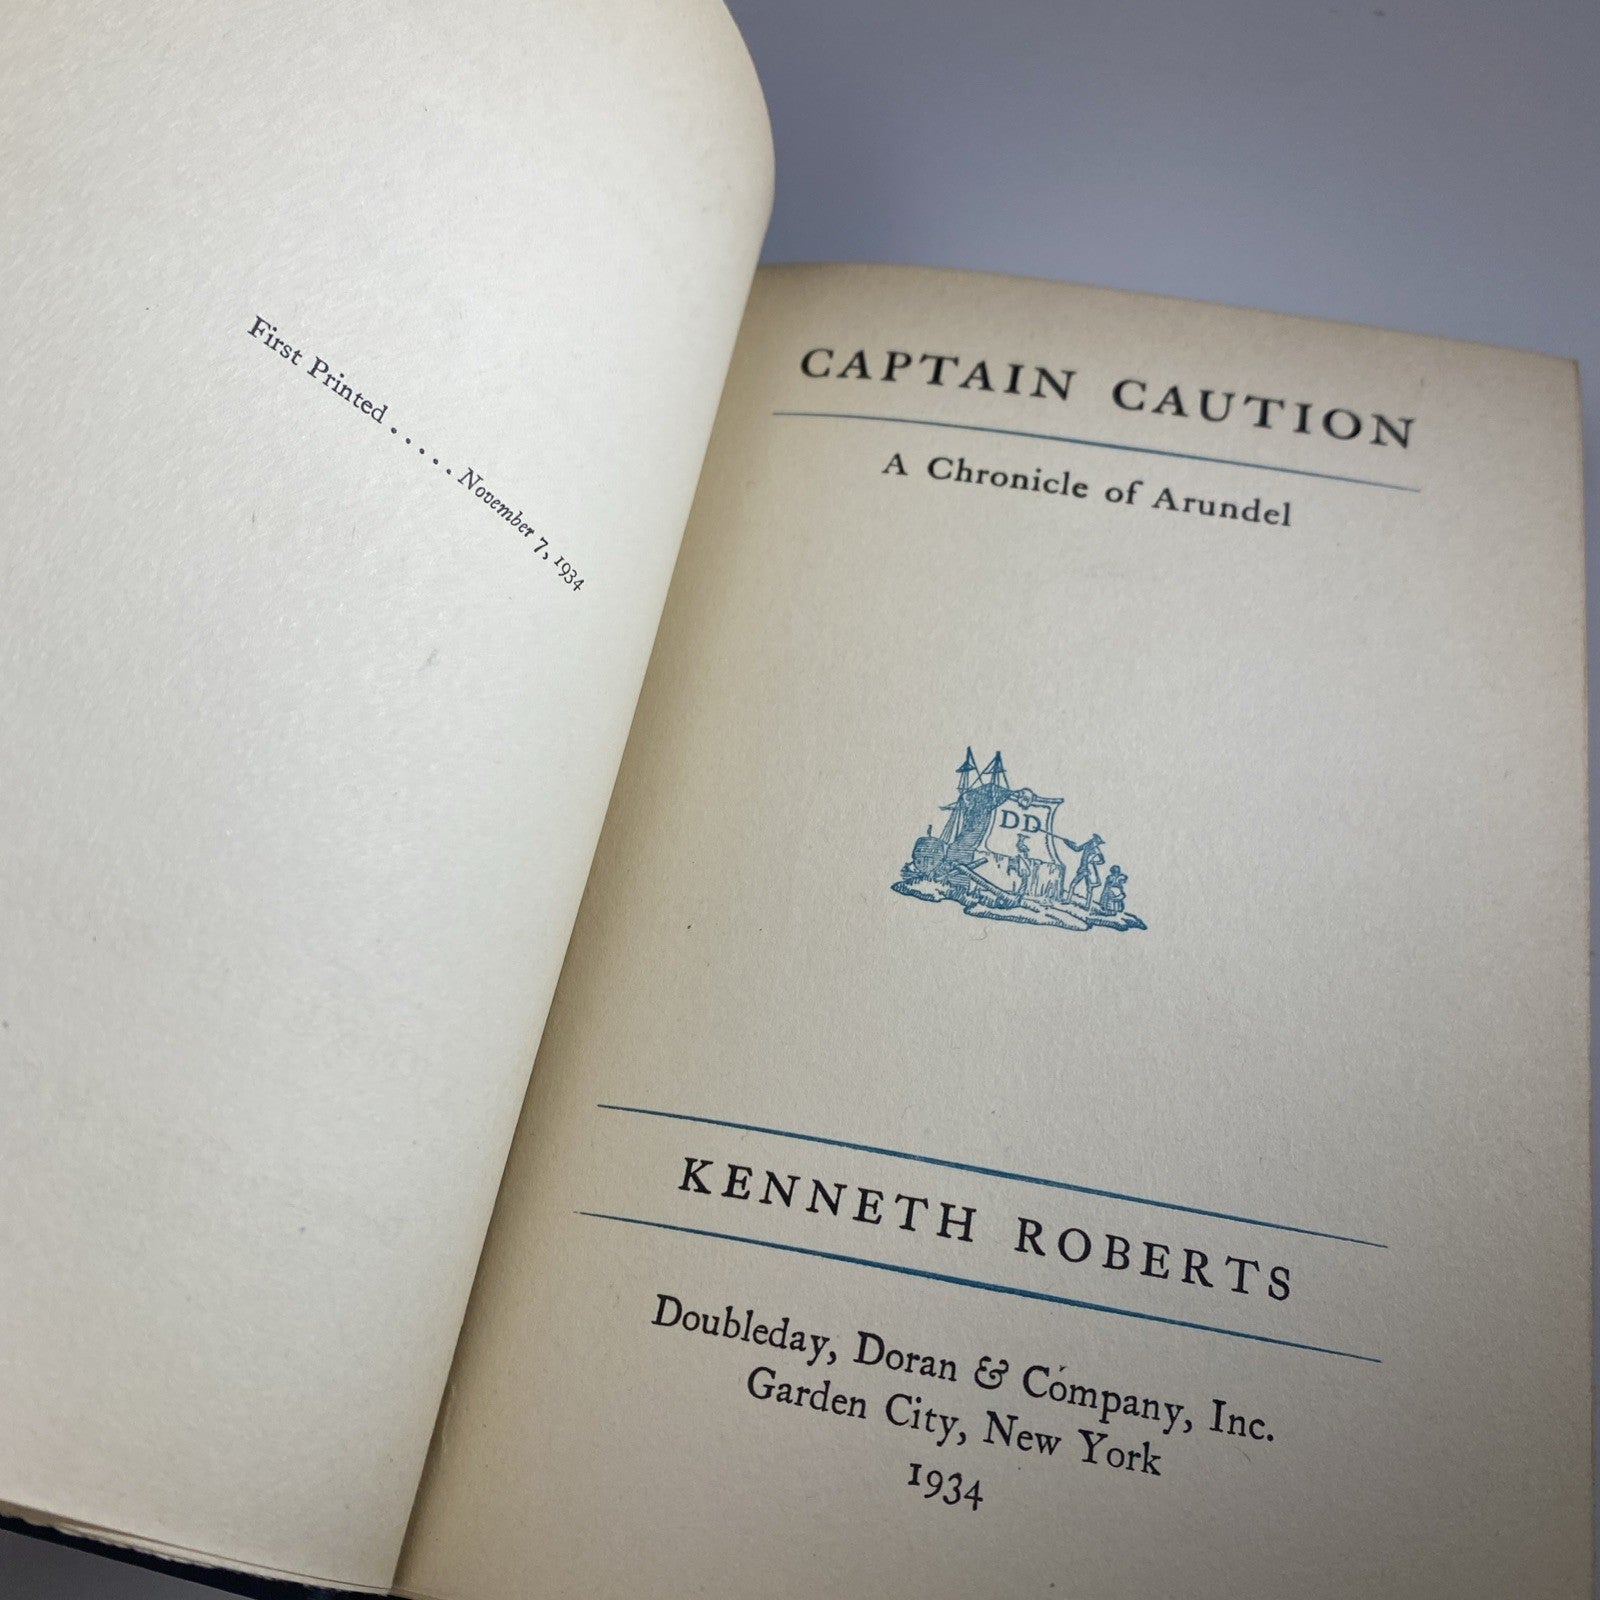 First Printed . . . . . November 7, 1934
CAPTAIN CAUTION
A Chronicle of Arundel
DD
KENNETH ROBERTS
Doubleday, Doran & Company, Inc.
Garden City, New York
1934